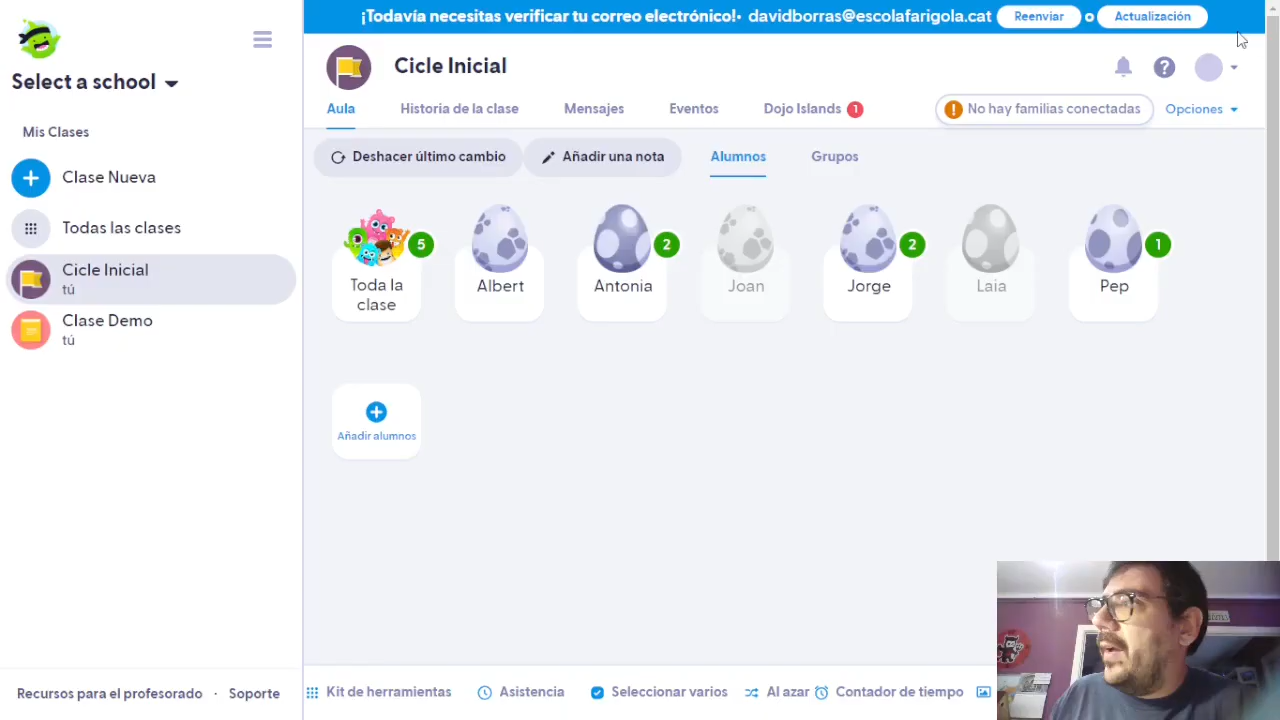 ¡Todavía necesitas verificar tu correo electrónico!• davidborras@escolafarigola.cat Reenviar o Actualización
Select a school
Mis Clases
Clase Nueva
Todas las clases
Cicle Inicial
tú
Clase Demo
tú
Recursos para el profesorado · Soporte
Cicle Inicial
Aula Historia de la clase Mensajes Eventos Dojo Islands 1 ! No hay familias conectadas Opciones
Deshacer último cambio Añadir una nota Alumnos Grupos
5 2 2 1
Toda la clase Albert Antonia Joan Jorge Laia Pep
Añadir alumnos
Kit de herramientas Asistencia Seleccionar varios Al azar Contador de tiempo